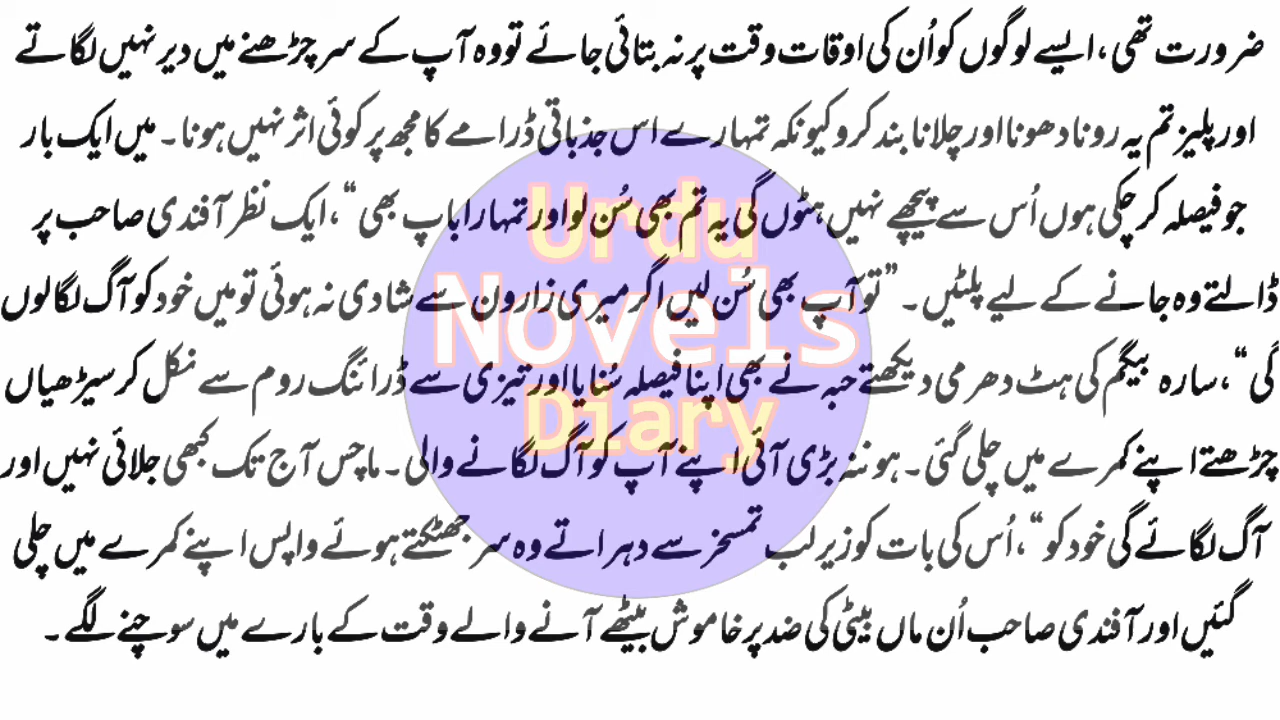 ضرورت تھی، ایسے لوگوں کو اُن کی اوقات وقت پر نہ بتائی جائے تو وہ آپ کے سر چڑھنے میں دیر نہیں لگاتے
اور پلیز تم یہ رونا دھونا اور چلانا بند کرو کیونکہ تمہارے اس جذباتی ڈرامے کا مجھ پر کوئی اثر نہیں ہونا۔ میں ایک بار
جو فیصلہ کر چکی ہوں اُس سے پیچھے نہیں ہٹوں گی یہ تم بھی سُن لو اور تمہارا باپ بھی“، ایک نظر آفندی صاحب پر
ڈالتے وہ جانے کے لیے پلٹیں۔ ”تو آپ بھی سُن لیں اگر میری زارون سے شادی نہ ہوئی تو میں خود کو آگ لگا لوں
گی“، سارہ بیگم کی ہٹ دھرمی دیکھتے حبہ نے بھی اپنا فیصلہ سُنایا اور تیزی سے ڈرائنگ روم سے نکل کر سیڑھیاں
چڑھتے اپنے کمرے میں چلی گئی۔ ہونہہ بڑی آئی اپنے آپ کو آگ لگانے والی۔ ماچس آج تک کبھی جلائی نہیں اور
آگ لگائے گی خود کو“، اُس کی بات کو زیر لب تمسخر سے دہراتے وہ سر جھٹکتے ہوئے واپس اپنے کمرے میں چلی
گئیں اور آفندی صاحب اُن ماں بیٹی کی ضد پر خاموش بیٹھے آنے والے وقت کے بارے میں سوچنے لگے۔
Urdu
Novels
Diary